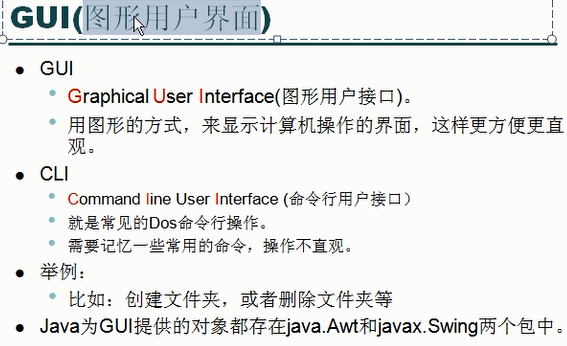 GUI(图形用户界面)
GUI
Graphical User Interface(图形用户接口)。
用图形的方式，来显示计算机操作的界面，这样更方便更直
观。
CLI
Command line User Interface (命令行用户接口）
就是常见的Dos命令行操作。
需要记忆一些常用的命令，操作不直观。
举例：
比如：创建文件夹，或者删除文件夹等
Java为GUI提供的对象都存在java.Awt和javax.Swing两个包中。